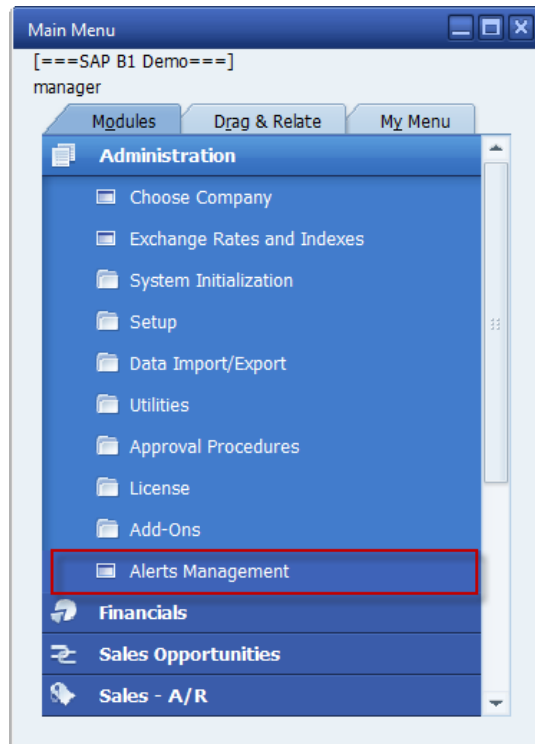 Main Menu
[===SAP B1 Demo===]
manager
Modules Drag & Relate My Menu
Administration
Choose Company
Exchange Rates and Indexes
System Initialization
Setup
Data Import/Export
Utilities
Approval Procedures
License
Add-Ons
Alerts Management
Financials
Sales Opportunities
Sales - A/R